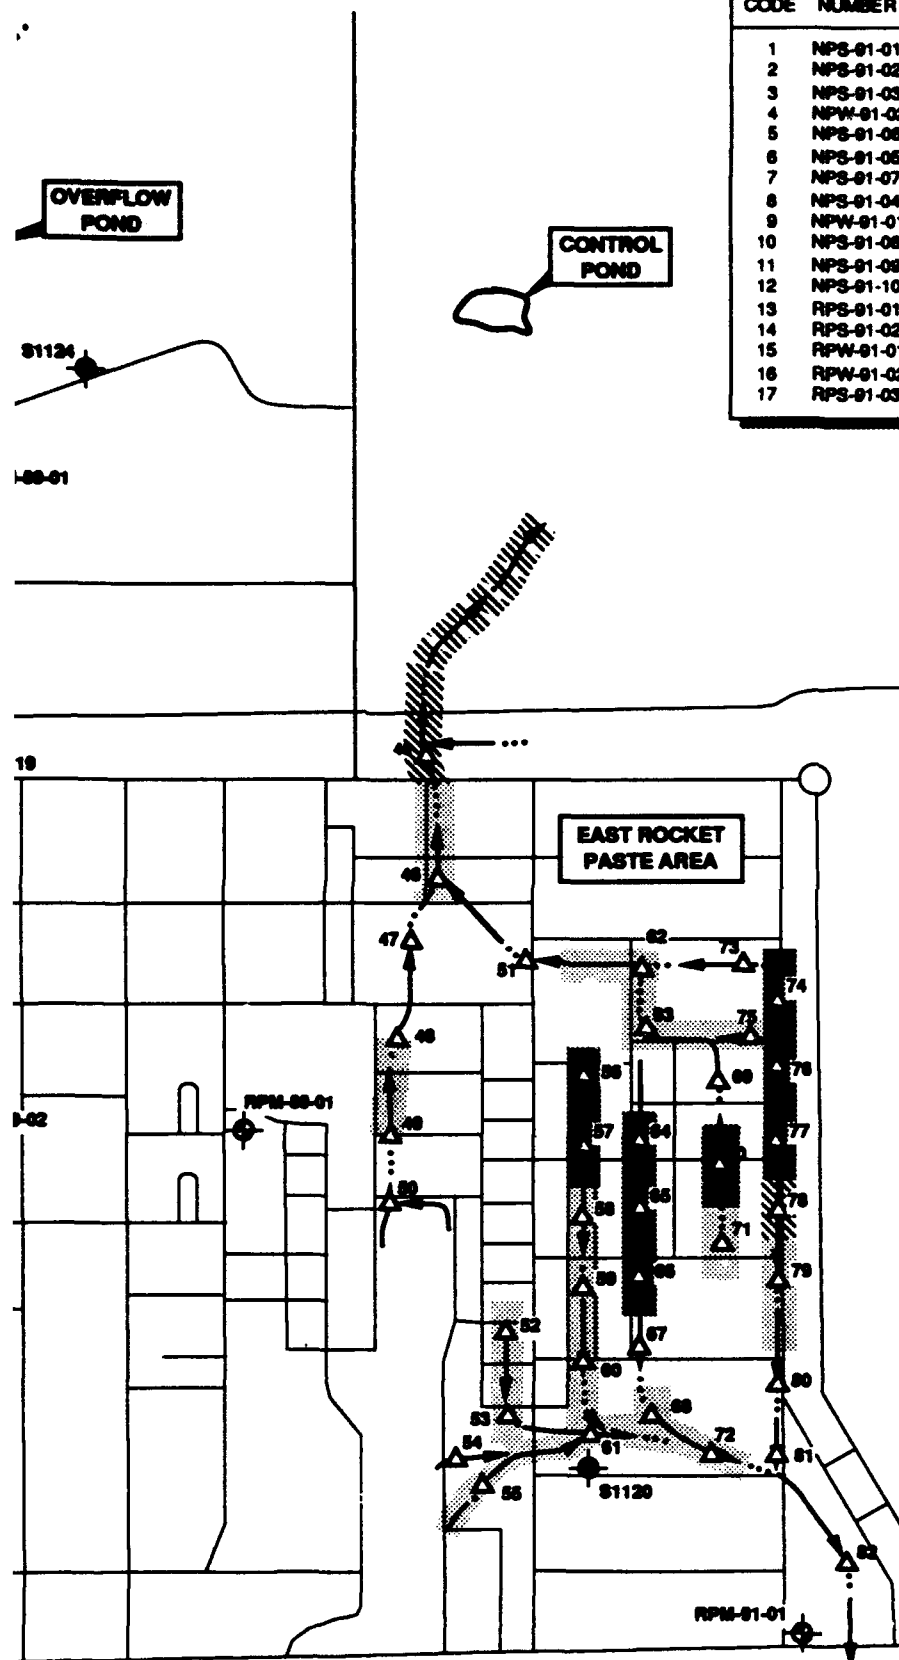 CODE NUMBER
1 NPS-91-01
2 NPS-91-02
3 NPS-91-03
4
5
6 NPS-91-05
7 NPS-91-07
8 NPS-91-04
9 NPW-91-01
10 NPS-91-08
11 NPS-91-09
12 NPS-91-10
13 RPS-91-01
14 RPS-91-02
15 RPW-91-01
16 RPW-91-02
17 RPS-91-03
OVERFLOW
POND
CONTROL
POND
S1124
-89-01
19
EAST ROCKET
PASTE AREA
46
47
62
73
51
74
63
75
48
56
76
69
RPM-89-01
-02
49
57
64
77
50
58
65
78
71
59
66
79
52
67
60
80
53
68
61
72
54
81
55
S1120
82
RPM-91-01